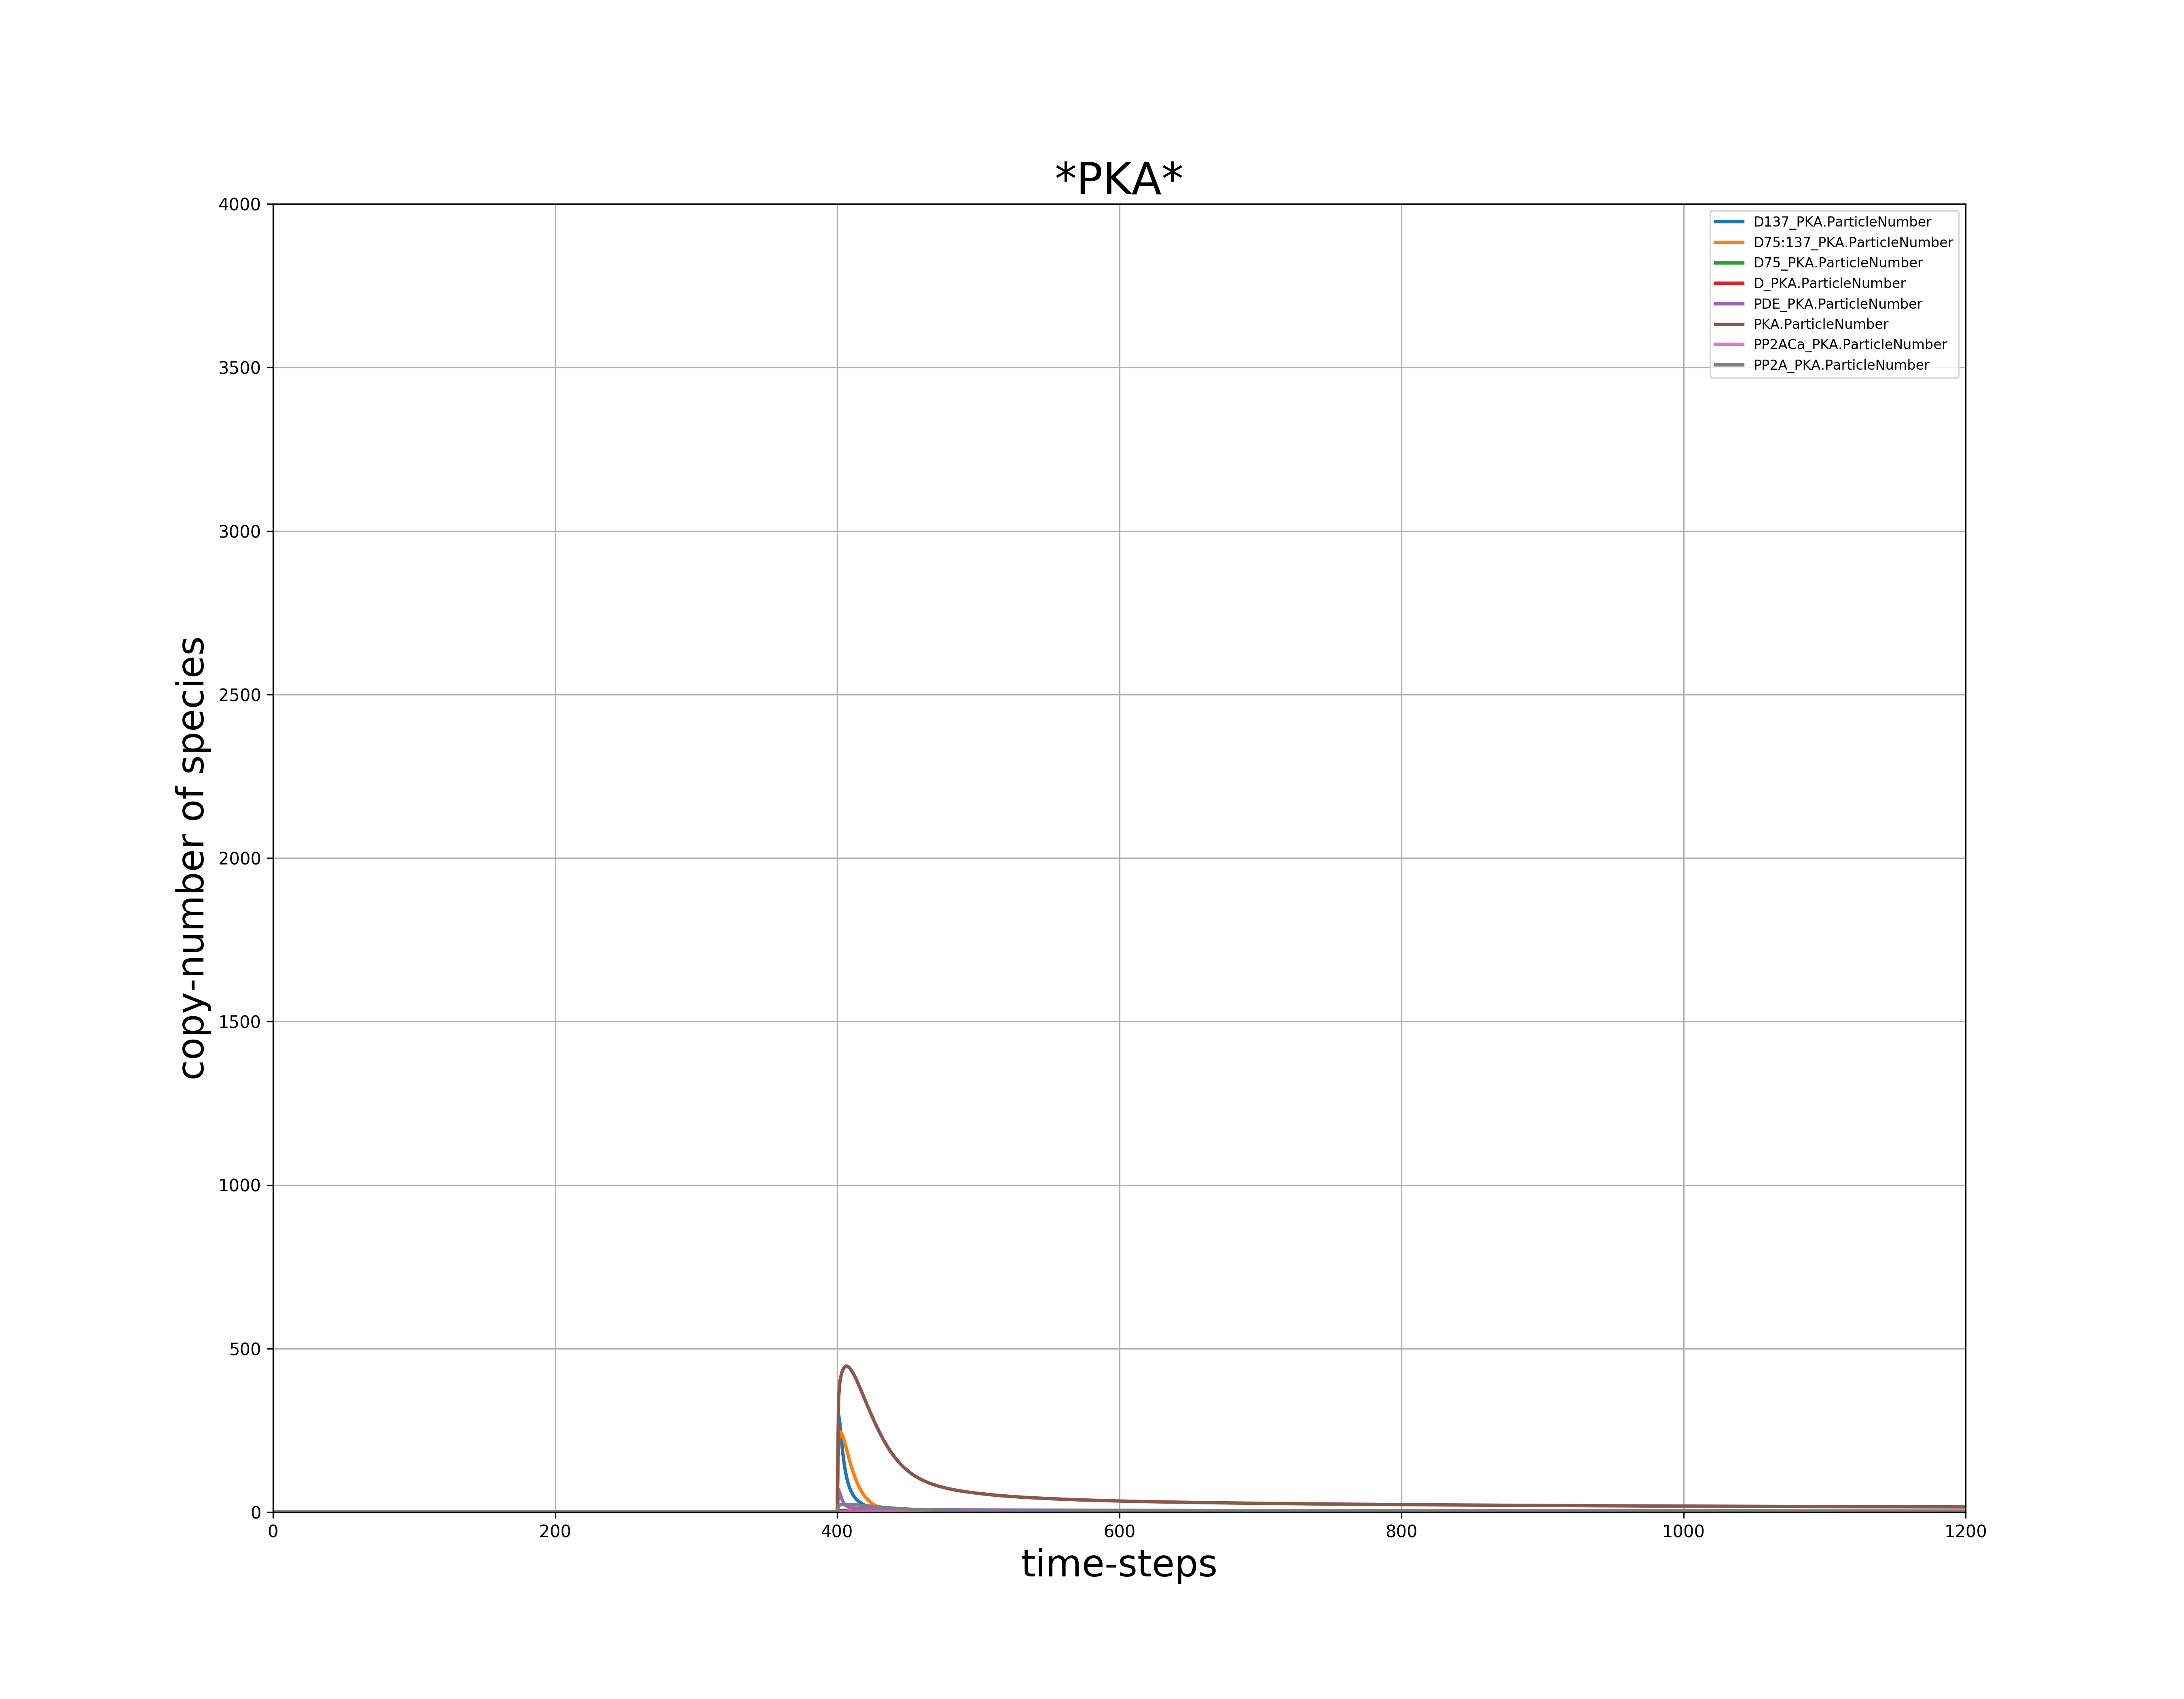 *PKA*
4000
3500
3000
2500
2000
1500
1000
500
0
copy-number of species
D137_PKA.ParticleNumber
D75:137_PKA.ParticleNumber
D75_PKA.ParticleNumber
D_PKA.ParticleNumber
PDE_PKA.ParticleNumber
PKA.ParticleNumber
PP2ACa_PKA.ParticleNumber
PP2A_PKA.ParticleNumber
0 200 400 600 800 1000 1200
time-steps